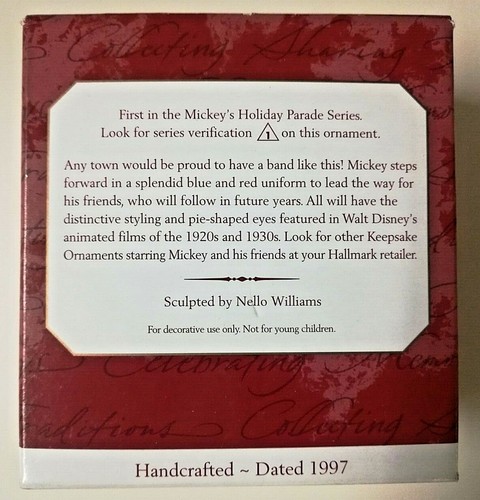 Collecting Sharing
First in the Mickey's Holiday Parade Series.
Look for series verification 1 on this ornament.
Any town would be proud to have a band like this! Mickey steps
forward in a splendid blue and red uniform to lead the way for
his friends, who will follow in future years. All will have the
distinctive styling and pie-shaped eyes featured in Walt Disney's
animated films of the 1920s and 1930s. Look for other Keepsake
Ornaments starring Mickey and his friends at your Hallmark retailer.
Sculpted by Nello Williams
For decorative use only. Not for young children.
Celebrating
Traditions Collecting
Handcrafted ~ Dated 1997